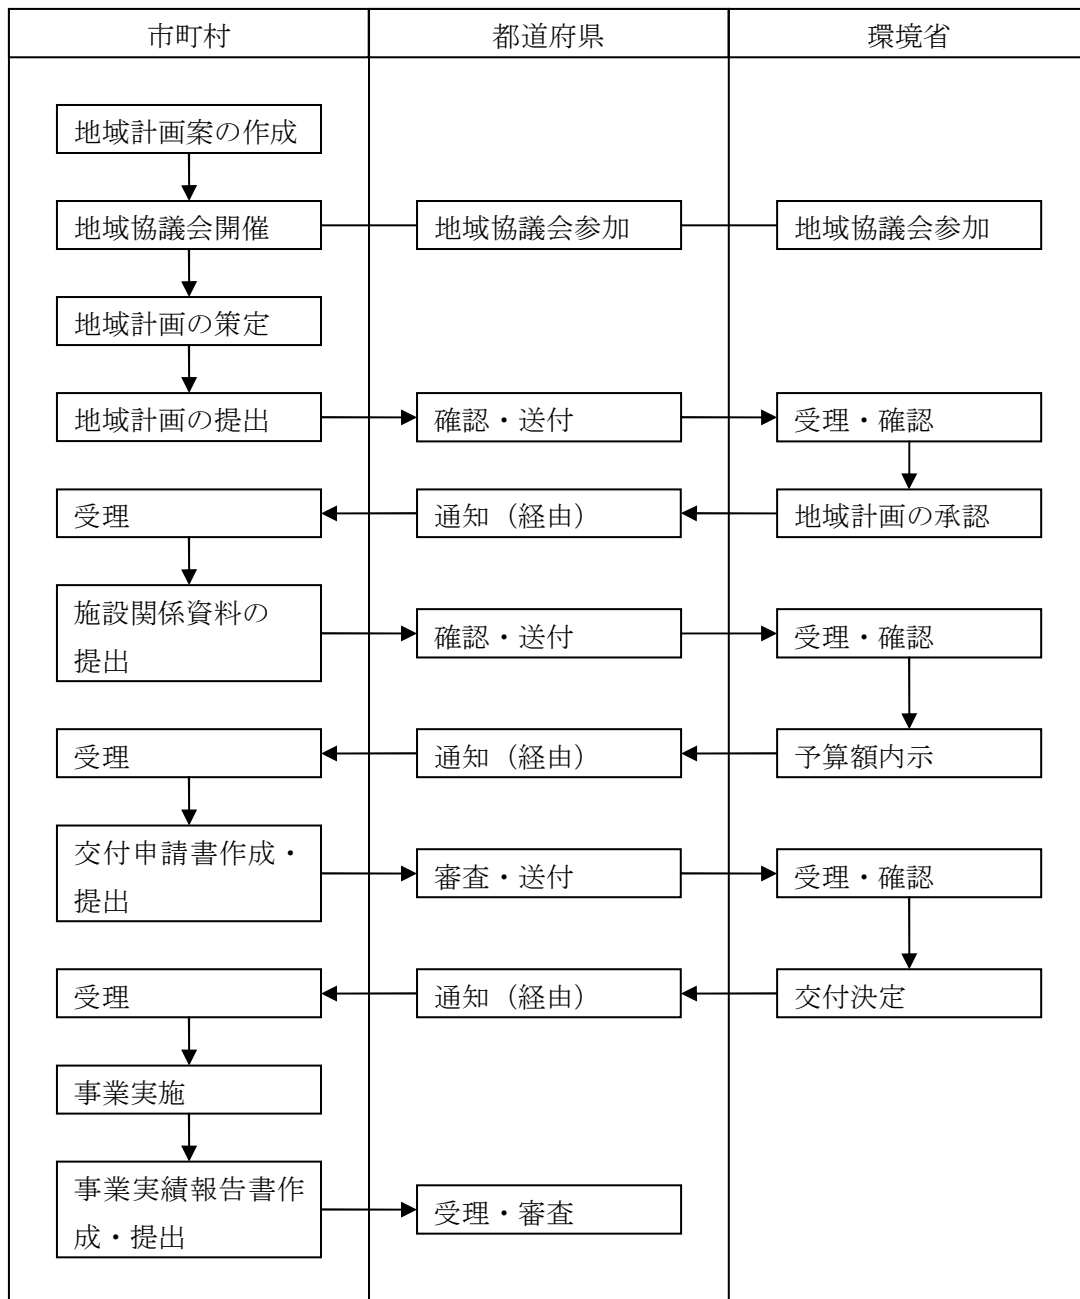 市町村
都道府県
環境省
地域計画案の作成
地域協議会開催
地域協議会参加
地域協議会参加
地域計画の策定
地域計画の提出
確認・送付
受理・確認
受理
通知（経由）
地域計画の承認
施設関係資料の
提出
確認・送付
受理・確認
受理
通知（経由）
予算額内示
交付申請書作成・
提出
審査・送付
受理・確認
受理
通知（経由）
交付決定
事業実施
事業実績報告書作
成・提出
受理・審査